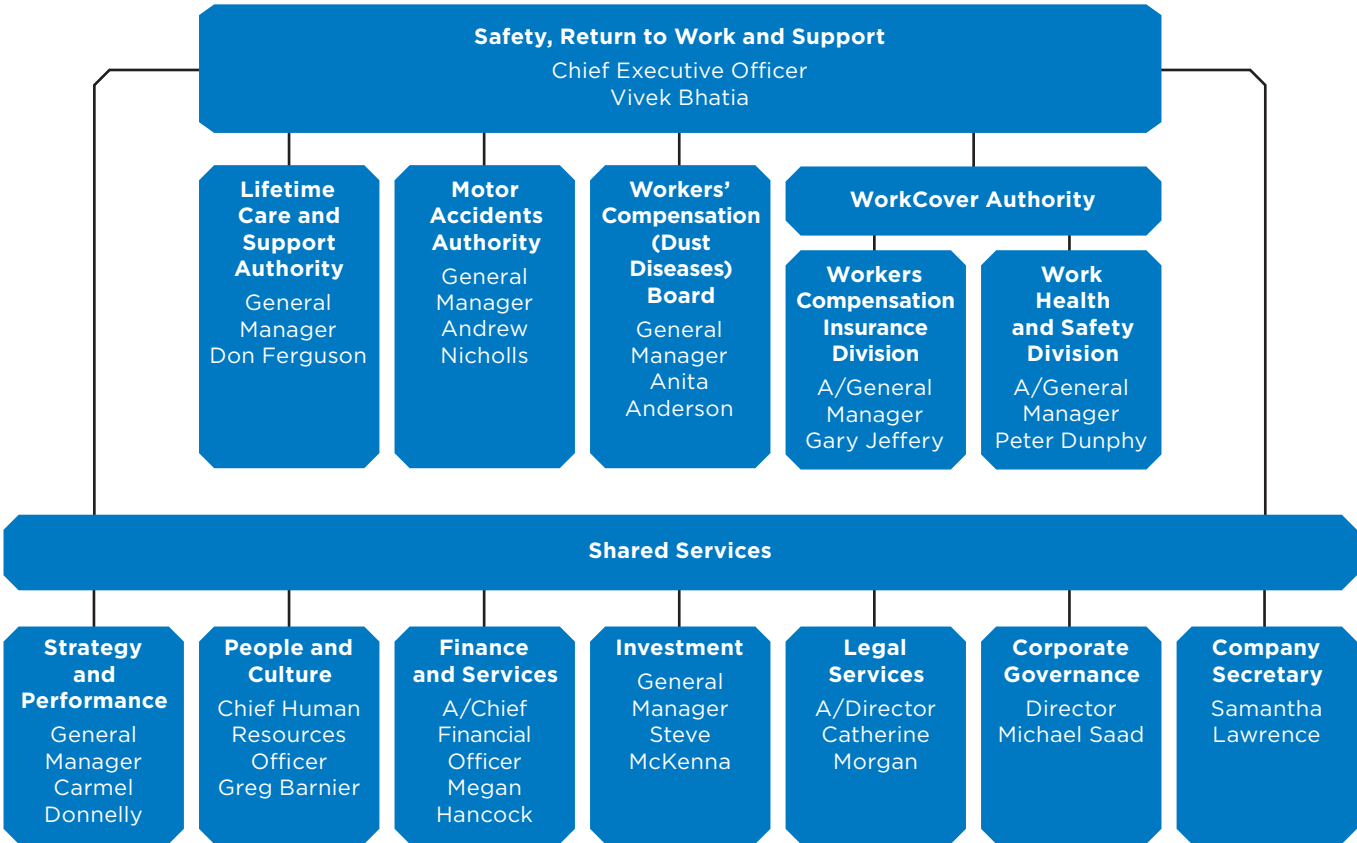 Safety, Return to Work and Support
Chief Executive Officer
Vivek Bhatia
Lifetime
Care and
Support
Authority
General
Manager
Don Ferguson
Motor
Accidents
Authority
General
Manager
Andrew
Nicholls
Workers’
Compensation
(Dust
Diseases)
Board
General
Manager
Anita
Anderson
WorkCover Authority
Workers
Compensation
Insurance
Division
A/General
Manager
Gary Jeffery
Work
Health
and Safety
Division
A/General
Manager
Peter Dunphy
Shared Services
Strategy
and
Performance
General
Manager
Carmel
Donnelly
People and
Culture
Chief Human
Resources
Officer
Greg Barnier
Finance
and Services
A/Chief
Financial
Officer
Megan
Hancock
Investment
General
Manager
Steve
McKenna
Legal
Services
A/Director
Catherine
Morgan
Corporate
Governance
Director
Michael Saad
Company
Secretary
Samantha
Lawrence